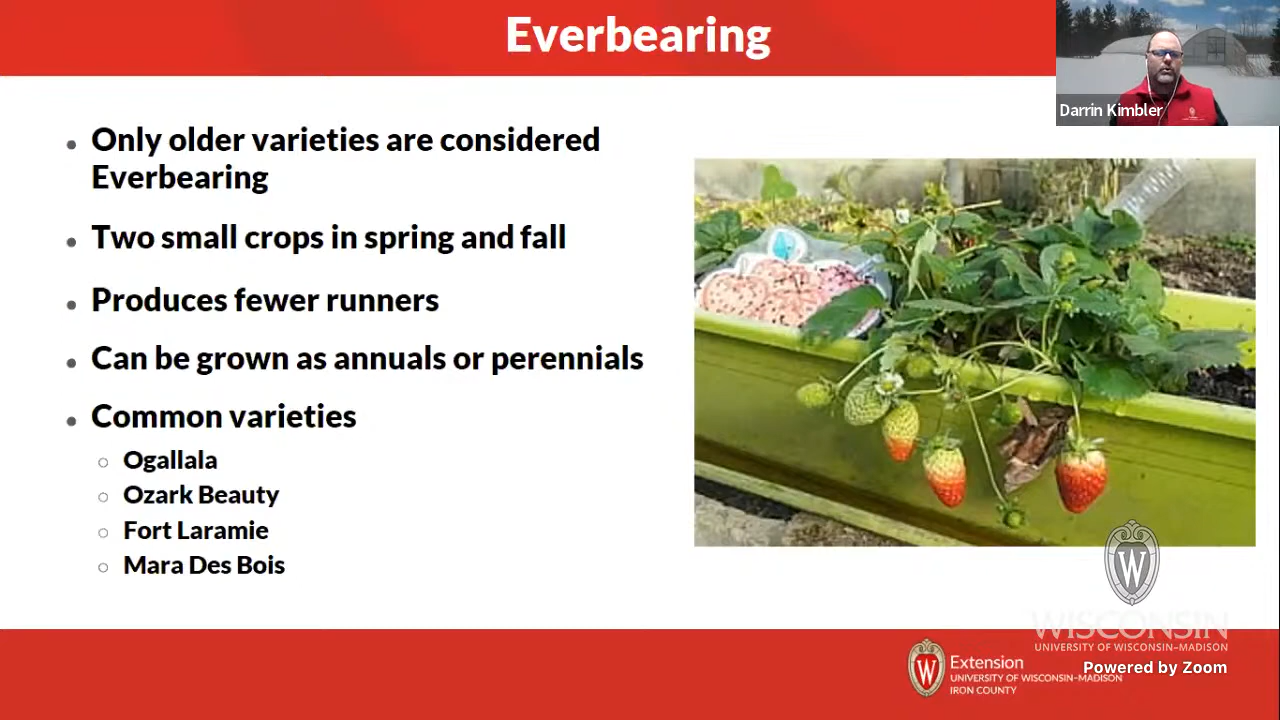 Everbearing
Darrin Kimbler
Only older varieties are considered
Everbearing
Two small crops in spring and fall
Produces fewer runners
Can be grown as annuals or perennials
Common varieties
Ogallala
Ozark Beauty
Fort Laramie
Mara Des Bois
W
WISCONSIN
UNIVERSITY OF WISCONSIN–MADISON
Powered by Zoom
W
Extension
UNIVERSITY OF WISCONSIN–MADISON
IRON COUNTY